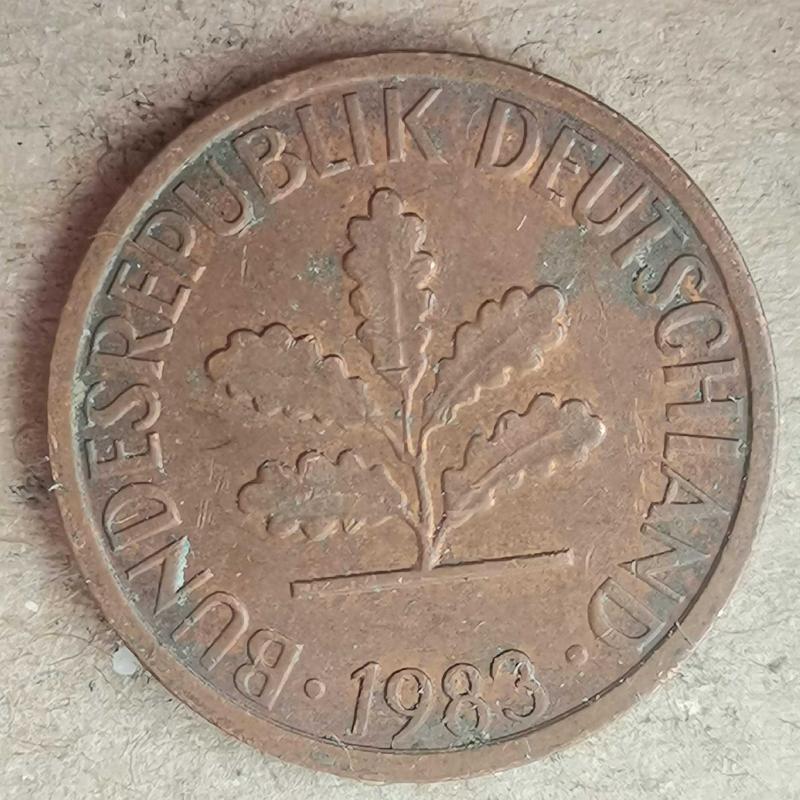 BUNDESREPUBLIK DEUTSCHLAND
· 1983 ·